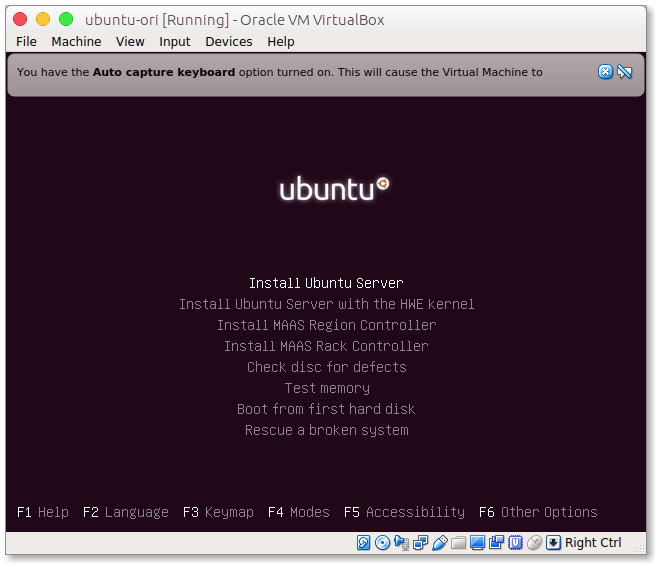 ubuntu-ori [Running] - Oracle VM VirtualBox
File Machine View Input Devices Help
You have the Auto capture keyboard option turned on. This will cause the Virtual Machine to
ubuntu
Install Ubuntu Server
Install Ubuntu Server with the HWE kernel
Install MAAS Region Controller
Install MAAS Rack Controller
Check disc for defects
Test memory
Boot from first hard disk
Rescue a broken system
F1 Help F2 Language F3 Keymap F4 Modes F5 Accessibility F6 Other Options
Right Ctrl